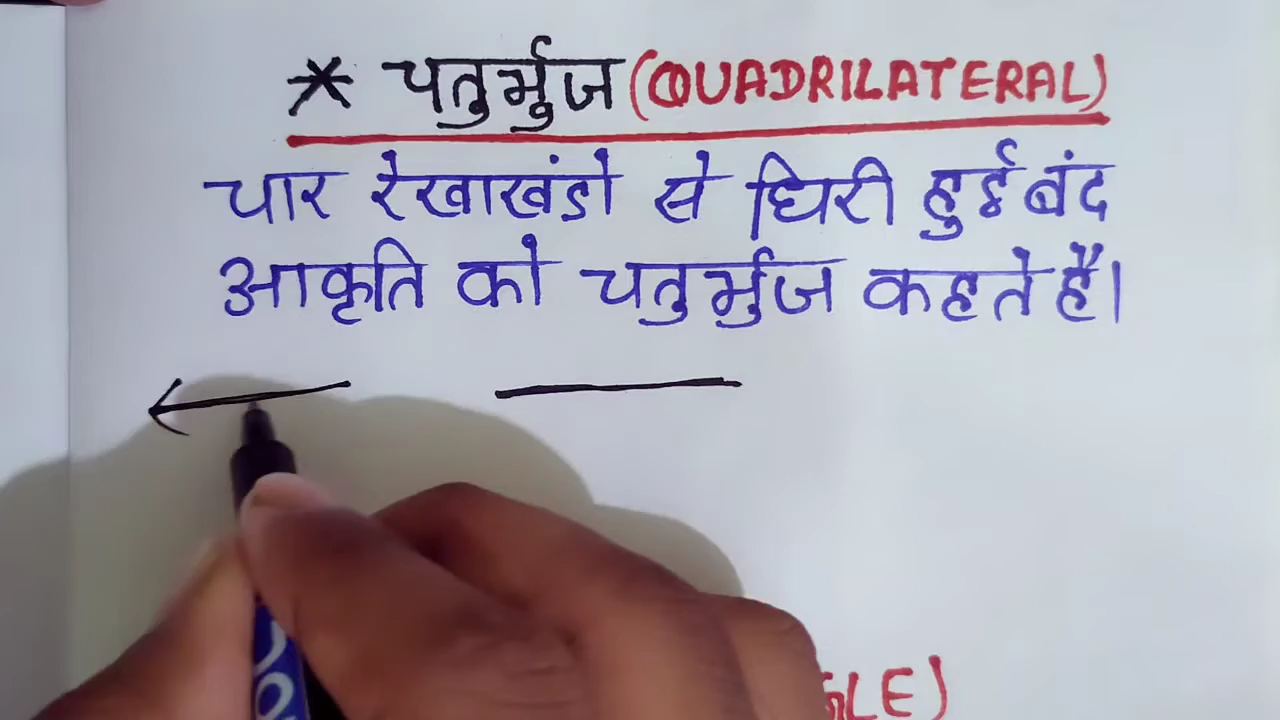 * चतुर्भुज (QUADRILATERAL)
चार रेखाखंडो से घिरी हुई बंद
आकृति को चतुर्भुज कहते हैं।